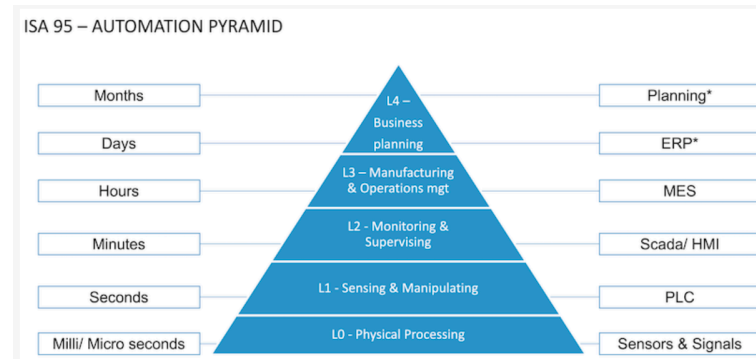 ISA 95 – AUTOMATION PYRAMID
Months
L4 –
Business
planning
Planning*
Days
ERP*
Hours
L3 – Manufacturing
& Operations mgt
MES
Minutes
L2 - Monitoring &
Supervising
Scada/ HMI
Seconds
L1 - Sensing & Manipulating
PLC
Milli/ Micro seconds
L0 - Physical Processing
Sensors & Signals